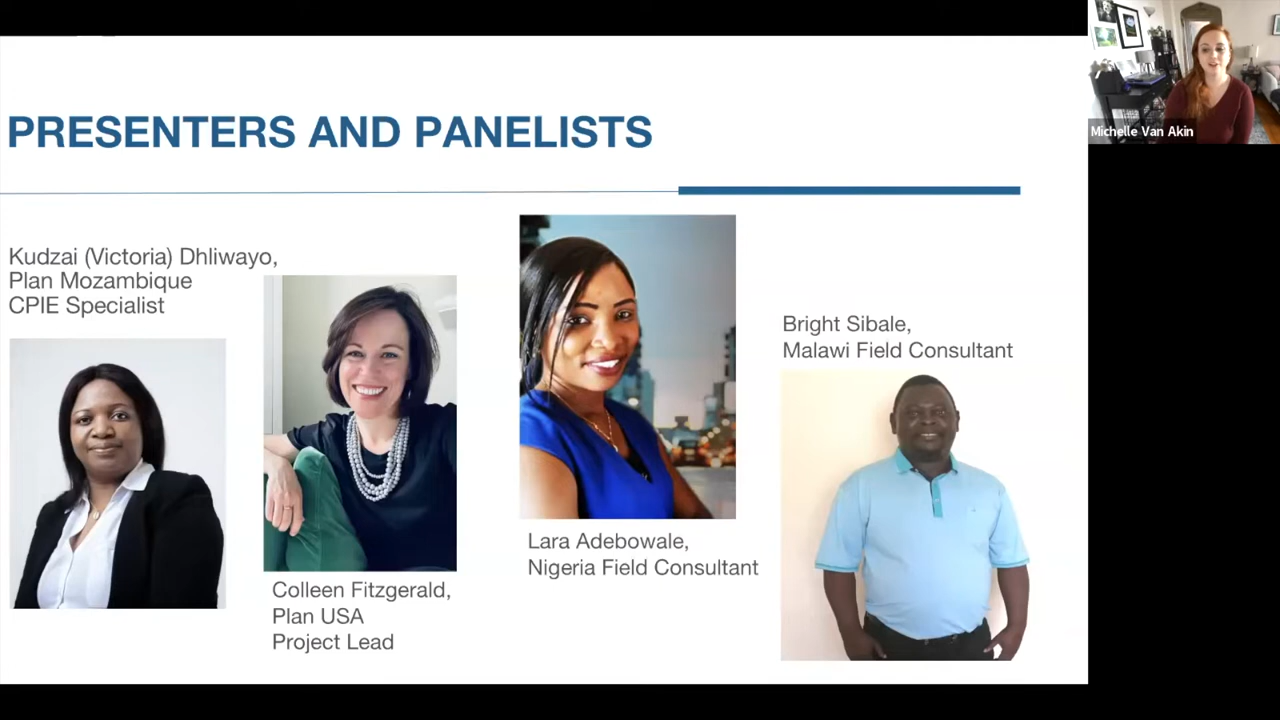 PRESENTERS AND PANELISTS
Kudzai (Victoria) Dhliwayo,
Plan Mozambique
CPIE Specialist
Colleen Fitzgerald,
Plan USA
Project Lead
Lara Adebowale,
Nigeria Field Consultant
Bright Sibale,
Malawi Field Consultant
Michelle Van Akin